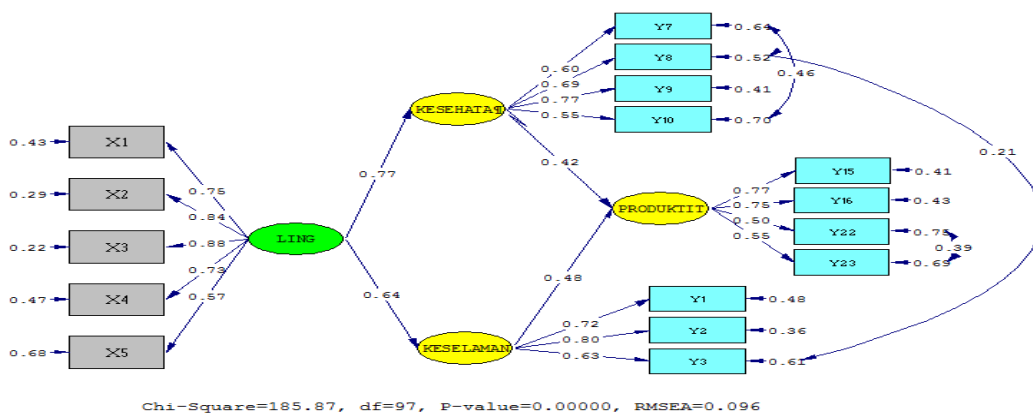 Y7
0.64
Y8
0.52
0.60
0.46
0.69
Y9
0.41
0.77
KESEHATA¶
0.55
Y10
0.70
0.43
X1
0.21
0.42
0.77
0.75
0.77
Y15
0.41
0.29
X2
0.84
0.75
Y16
0.43
PRODUKTIT
0.50
Y22
0.75
0.22
X3
0.88
LING
0.55
0.39
Y23
0.69
0.73
0.48
0.47
X4
0.57
0.64
Y1
0.48
0.72
0.80
Y2
0.36
0.68
X5
KESELAMAN
0.63
Y3
0.61
Chi-Square=185.87, df=97, P-value=0.00000, RMSEA=0.096